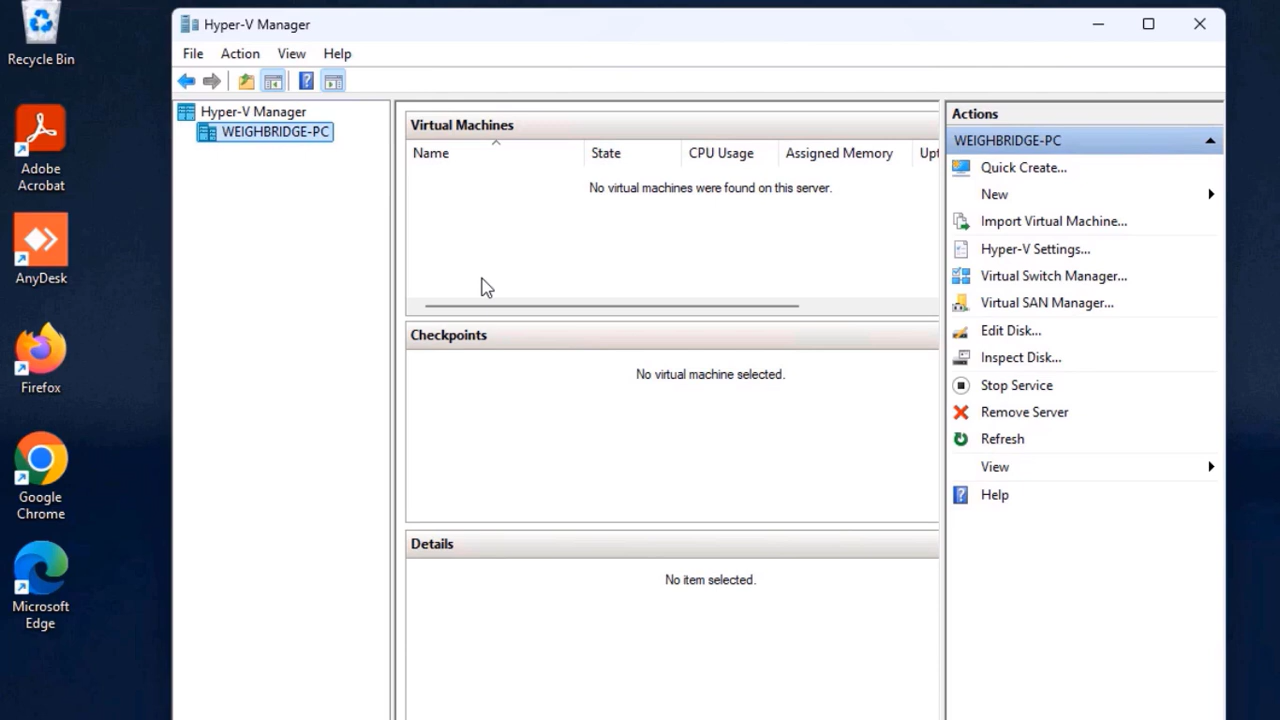 Recycle Bin
Adobe
Acrobat
AnyDesk
Firefox
Google
Chrome
Microsoft
Edge
Hyper-V Manager
File Action View Help
Hyper-V Manager
WEIGHBRIDGE-PC
Virtual Machines
Name State CPU Usage Assigned Memory Upt
No virtual machines were found on this server.
Checkpoints
No virtual machine selected.
Details
No item selected.
Actions
WEIGHBRIDGE-PC
Quick Create...
New
Import Virtual Machine...
Hyper-V Settings...
Virtual Switch Manager...
Virtual SAN Manager...
Edit Disk...
Inspect Disk...
Stop Service
Remove Server
Refresh
View
Help